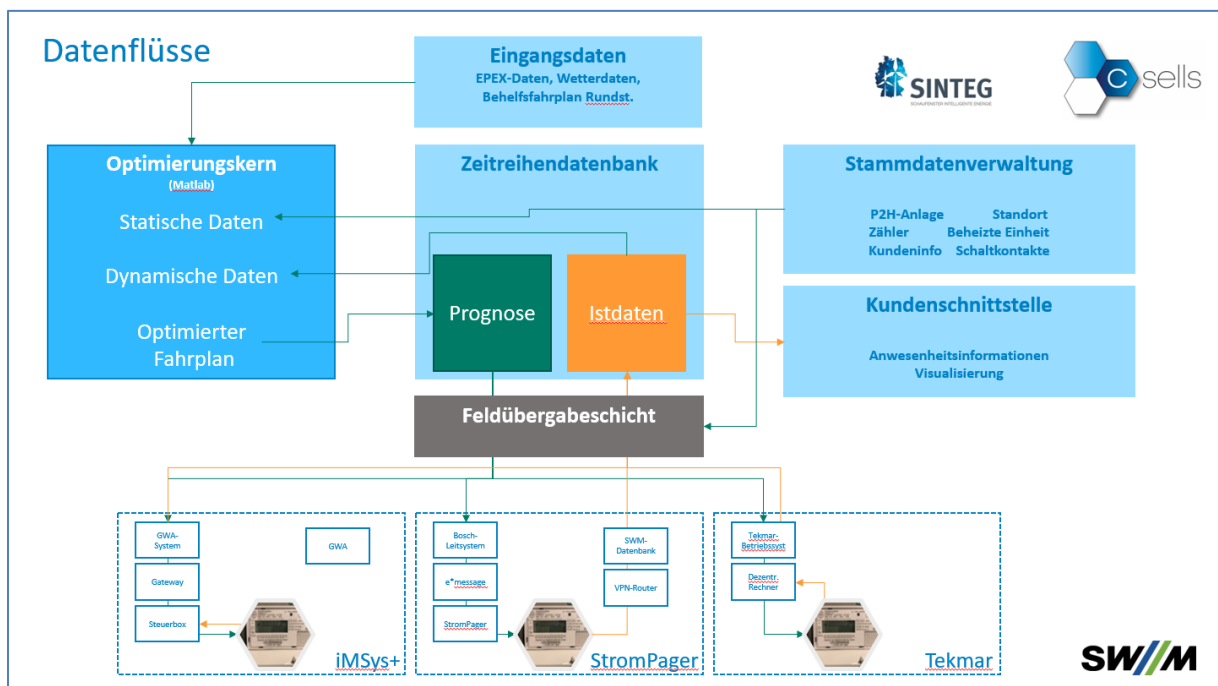 Datenflüsse
Eingangsdaten
EPEX-Daten, Wetterdaten,
Behelfsfahrplan Rundst.
SINTEG
SCHAUFENSTER INTELLIGENTE ENERGIE
C sells
Optimierungskern
(Matlab)
Statische Daten
Dynamische Daten
Optimierter
Fahrplan
Zeitreihendatenbank
Prognose
Istdaten
Stammdatenverwaltung
P2H-Anlage Standort
Zähler Beheizte Einheit
Kundeninfo Schaltkontakte
Kundenschnittstelle
Anwesenheitsinformationen
Visualisierung
Feldübergabeschicht
GWA-
System
Gateway
Steuerbox
GWA
iMSys+
Bosch-
Leitsystem
e*message
StromPager
SWM-
Datenbank
VPN-Router
StromPager
Tekmar-
Betriebssyst
Dezentr.
Rechner
Tekmar
SW//M